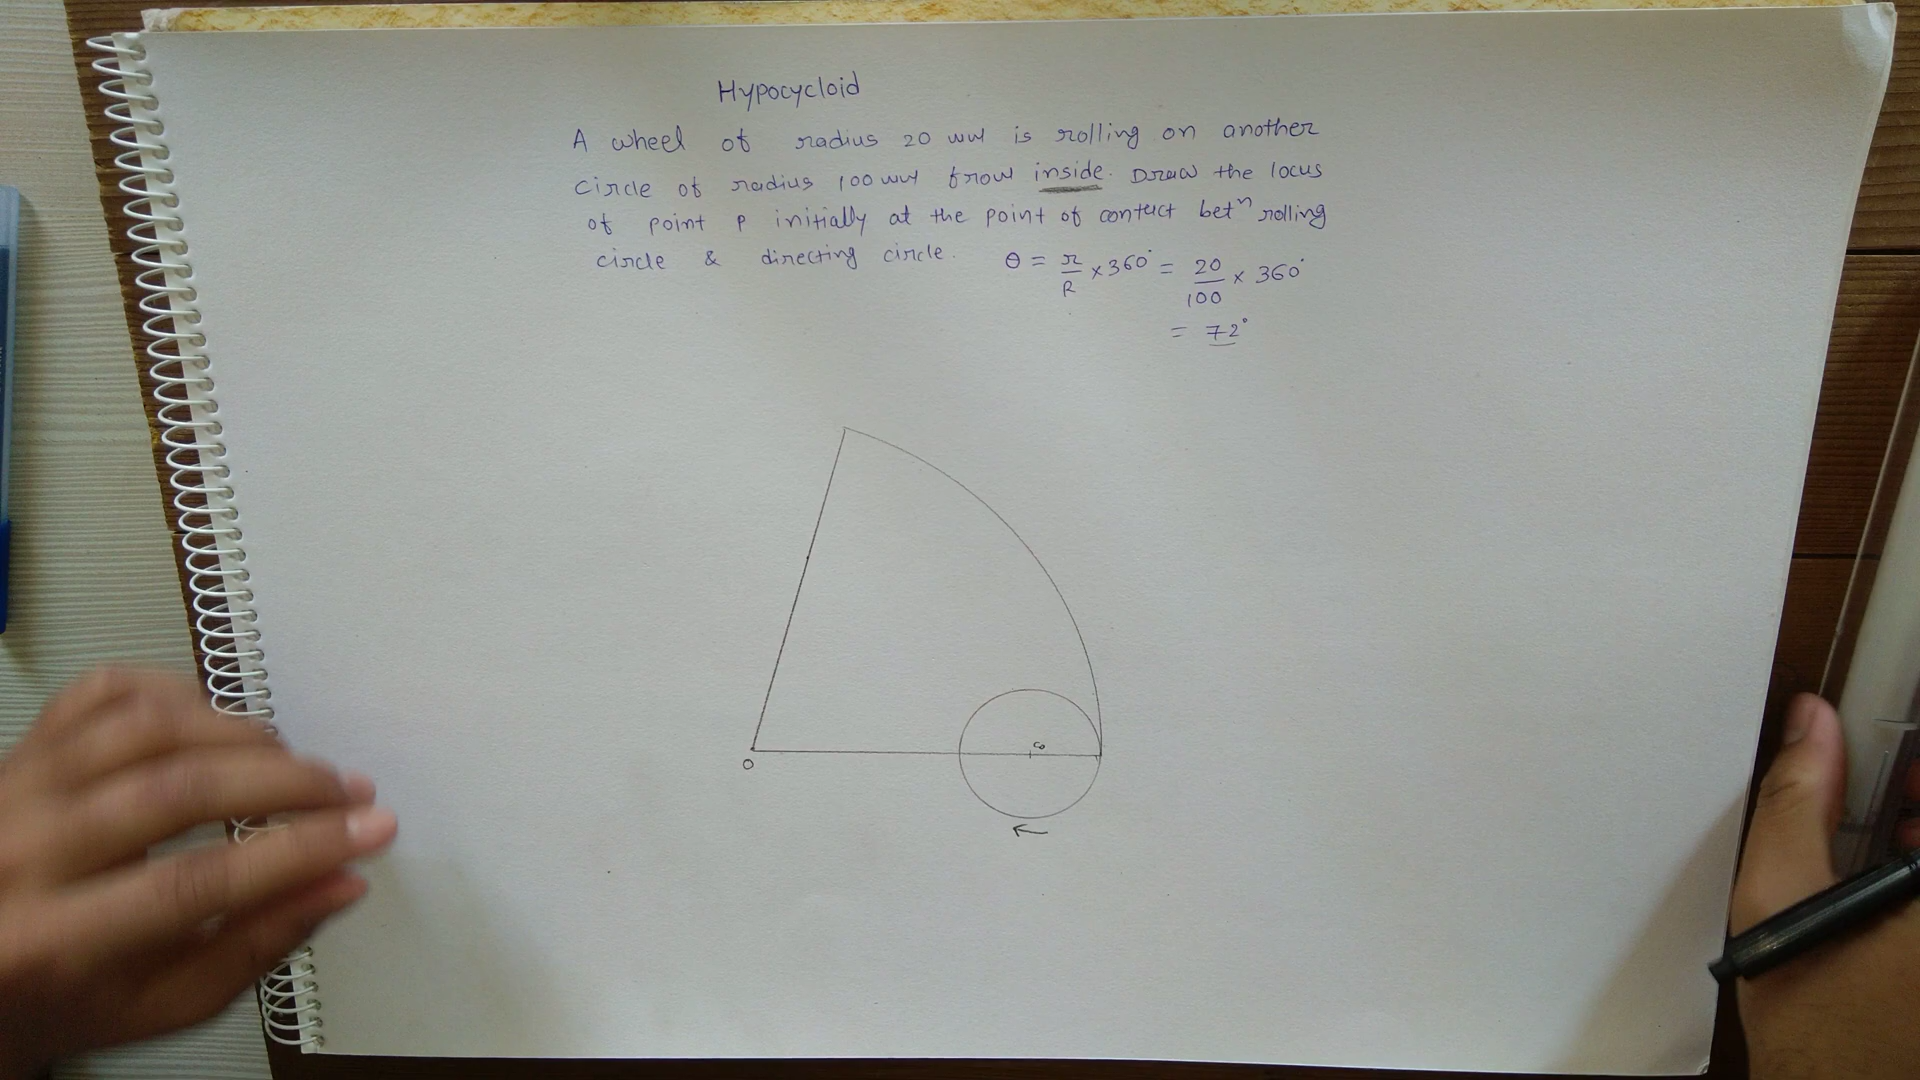 Hypocycloid
A wheel of radius 20 mm is rolling on another
circle of radius 100 mm from inside. Draw the locus
of point P initially at the point of contact betⁿ rolling
circle & directing circle. θ = r/R × 360° = 20/100 × 360°
= 72°
C₀
O